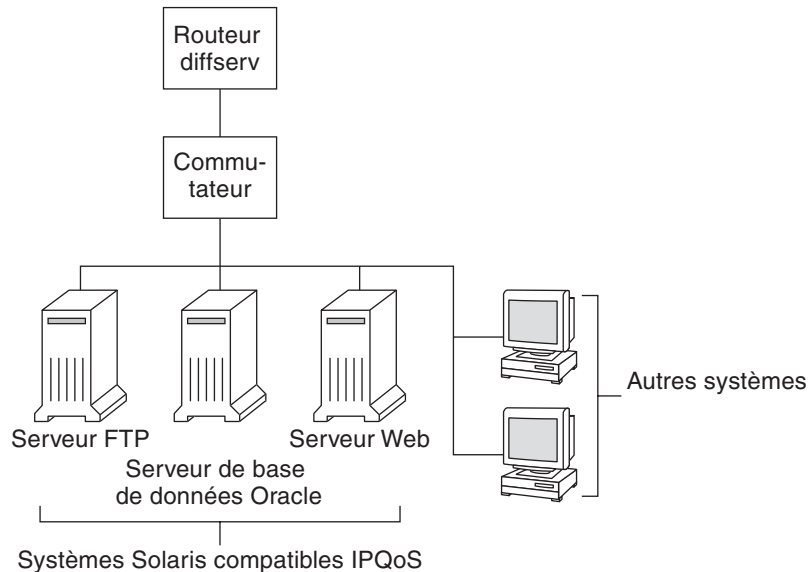 Routeur
diffserv
Commu-
tateur
Autres systèmes
Serveur FTP
Serveur Web
Serveur de base
de données Oracle
Systèmes Solaris compatibles IPQoS